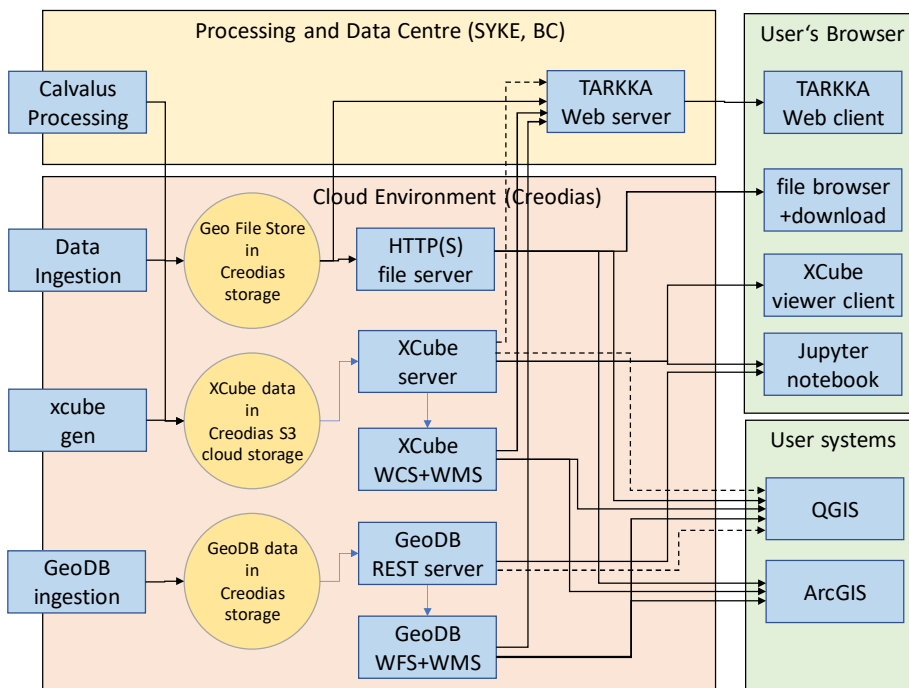 Processing and Data Centre (SYKE, BC)
User‘s Browser
Calvalus
Processing
TARKKA
Web server
TARKKA
Web client
Cloud Environment (Creodias)
file browser
+download
Data
Ingestion
Geo File Store
in
Creodias
storage
HTTP(S)
file server
XCube
viewer client
XCube
server
Jupyter
notebook
xcube
gen
XCube data
in
Creodias S3
cloud storage
XCube
WCS+WMS
User systems
QGIS
GeoDB
ingestion
GeoDB data
in
Creodias
storage
GeoDB
REST server
ArcGIS
GeoDB
WFS+WMS